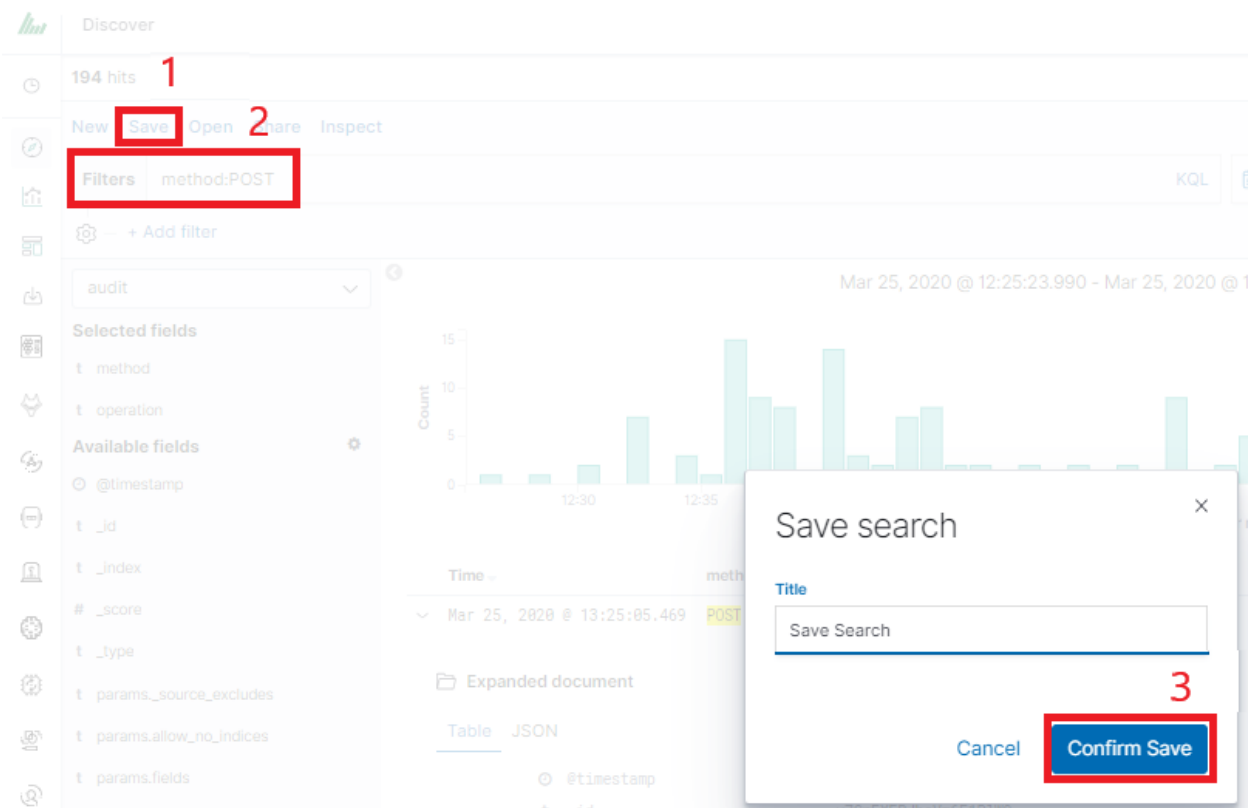 Discover
194 hits
1
New Save Open Share Inspect
2
Filters method:POST KQL
+ Add filter
audit
Mar 25, 2020 @ 12:25:23.990 - Mar 25, 2020 @ 1
Selected fields
t method
t operation
Available fields
@timestamp
t _id
t _index
# _score
t _type
t params._source_excludes
t params.allow_no_indices
t params.fields
Count
15
10
5
0
12:30 12:35
Time meth
Mar 25, 2020 @ 13:25:05.469 POST
Expanded document
Table JSON
@timestamp
Save search
Title
Save Search
3
Cancel Confirm Save